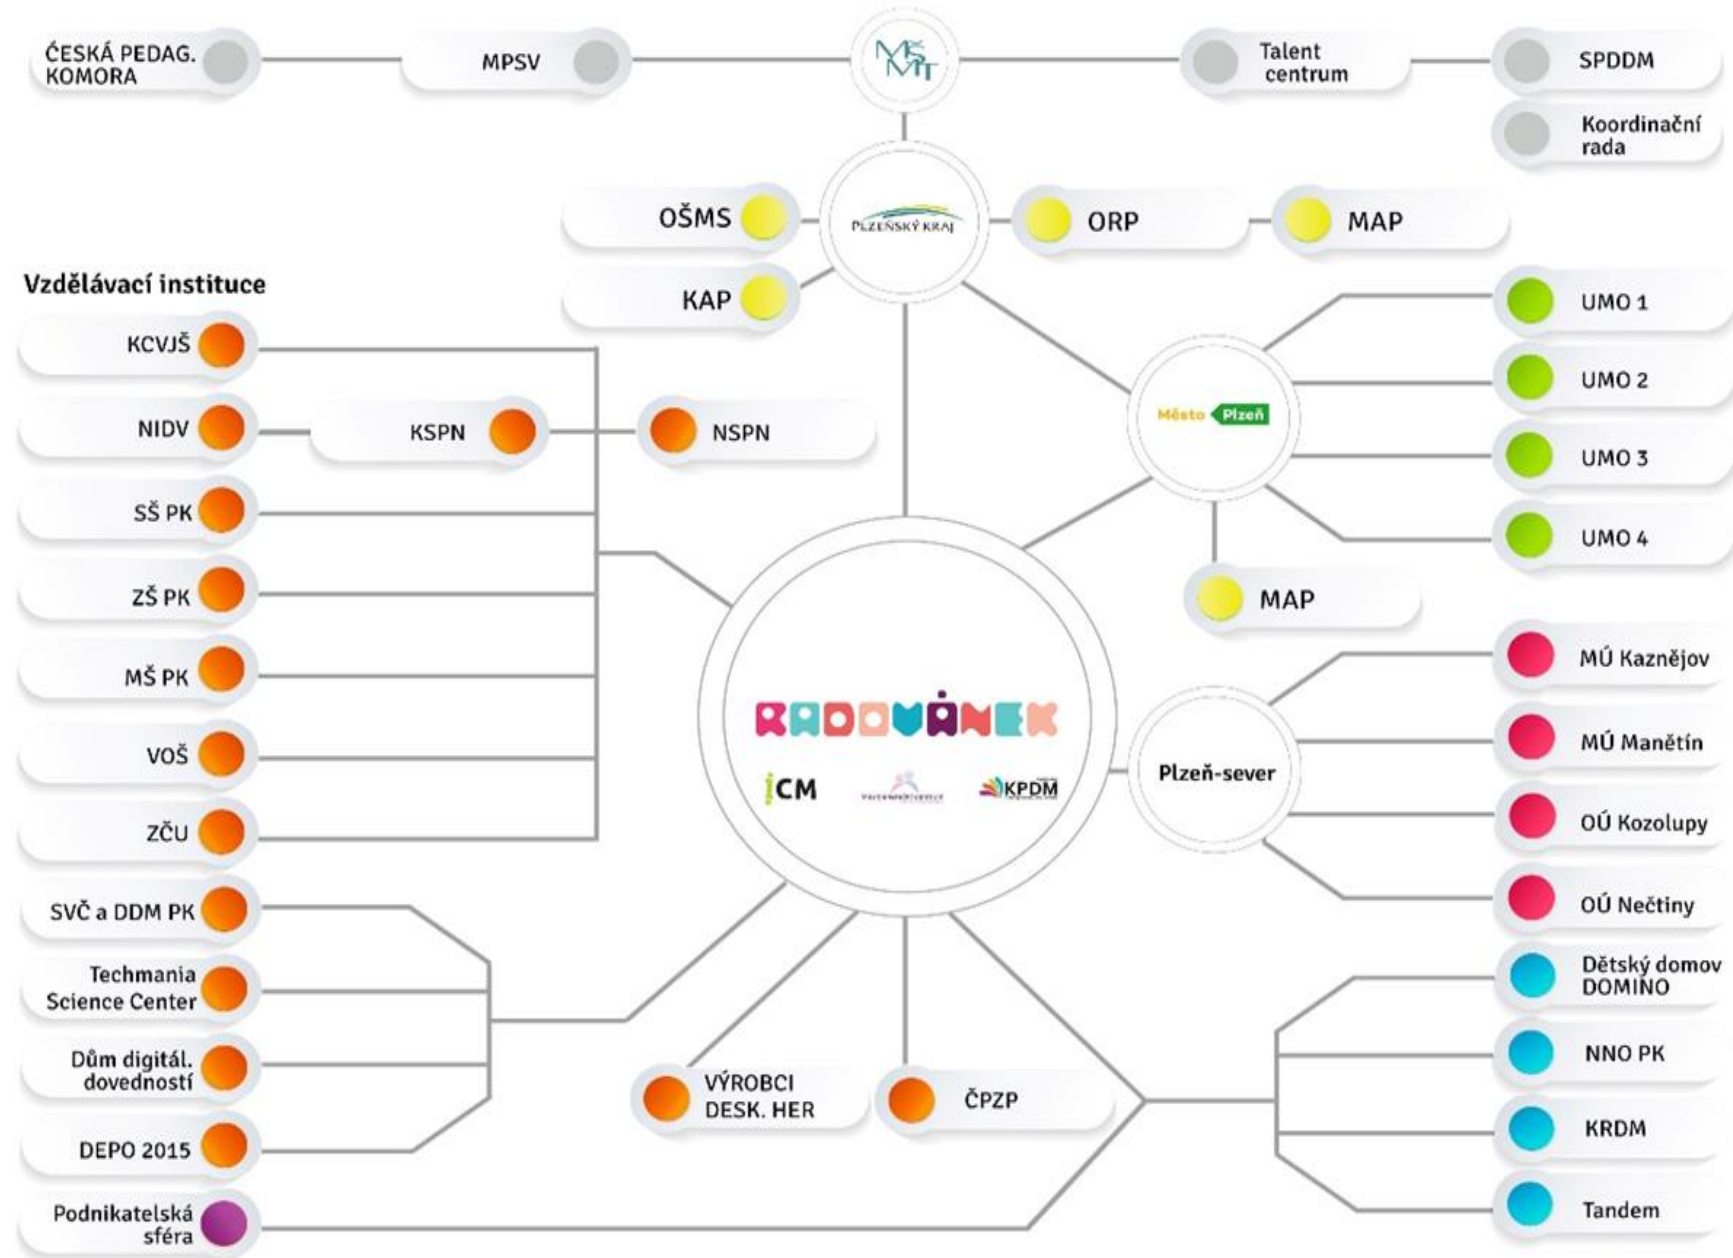 ČESKÁ PEDAG.
KOMORA
MPSV
MŠMT
Talent
centrum
SPDDM
Koordinační
rada
OŠMS
PLZEŇSKÝ KRAJ
ORP
MAP
KAP
Vzdělávací instituce
KCVJŠ
NIDV
KSPN
NSPN
SŠ PK
ZŠ PK
MŠ PK
VOŠ
ZČU
SVČ a DDM PK
Techmania
Science Center
Dům digitál.
dovedností
DEPO 2015
Podnikatelská
sféra
Město Plzeň
UMO 1
UMO 2
UMO 3
UMO 4
MAP
RADOVÁNEK
CM
KPDM
Plzeň-sever
MÚ Kaznějov
MÚ Manětín
OÚ Kozolupy
OÚ Nečtiny
VÝROBCI
DESK. HER
ČPZP
Dětský domov
DOMINO
NNO PK
KRDM
Tandem